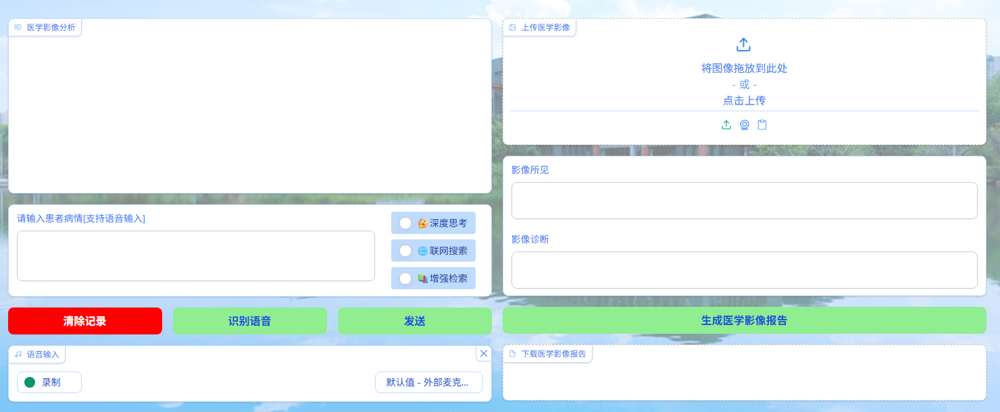 医学影像分析
请输入患者病情[支持语音输入]
🤔深度思考
🌐联网搜索
📚增强检索
清除记录
识别语音
发送
语音输入
录制
默认值 - 外部麦克...
上传医学影像
将图像拖放到此处
- 或 -
点击上传
影像所见
影像诊断
生成医学影像报告
下载医学影像报告